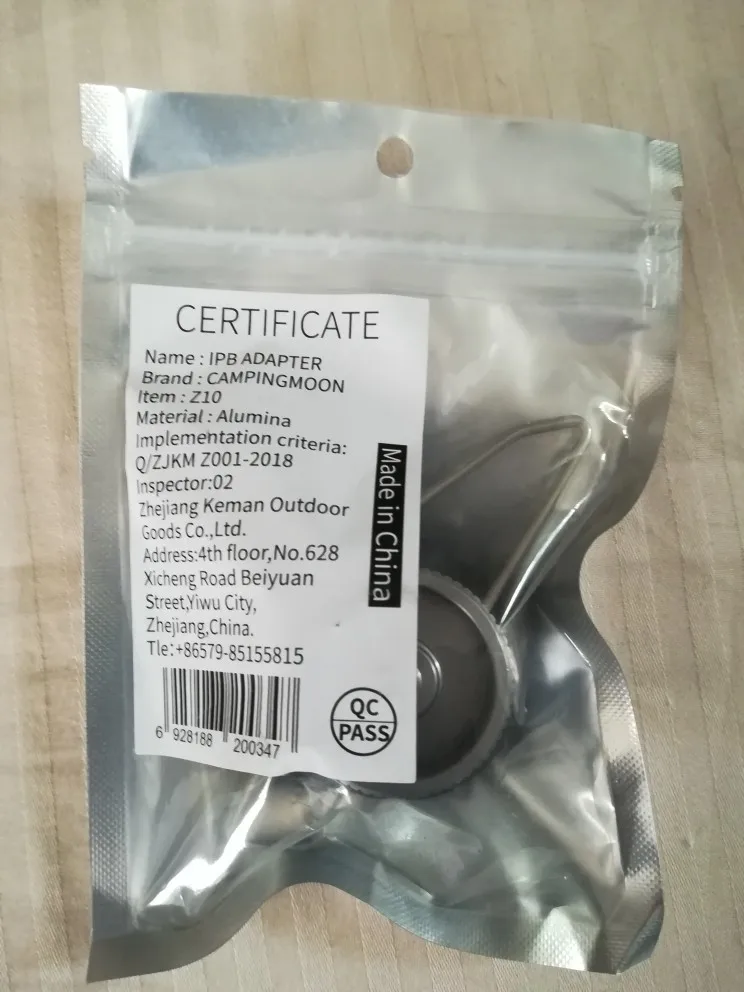 CERTIFICATE
Name : IPB ADAPTER
Brand : CAMPINGMOON
Item : Z10
Material : Alumina
Implementation criteria:
Q/ZJKM Z001-2018
Inspector:02
Zhejiang Keman Outdoor
Goods Co.,Ltd.
Address:4th floor,No.628
Xicheng Road Beiyuan
Street,Yiwu City,
Zhejiang,China.
Tle:+86579-85155815
Made in China
6 928188 200347
QC
PASS